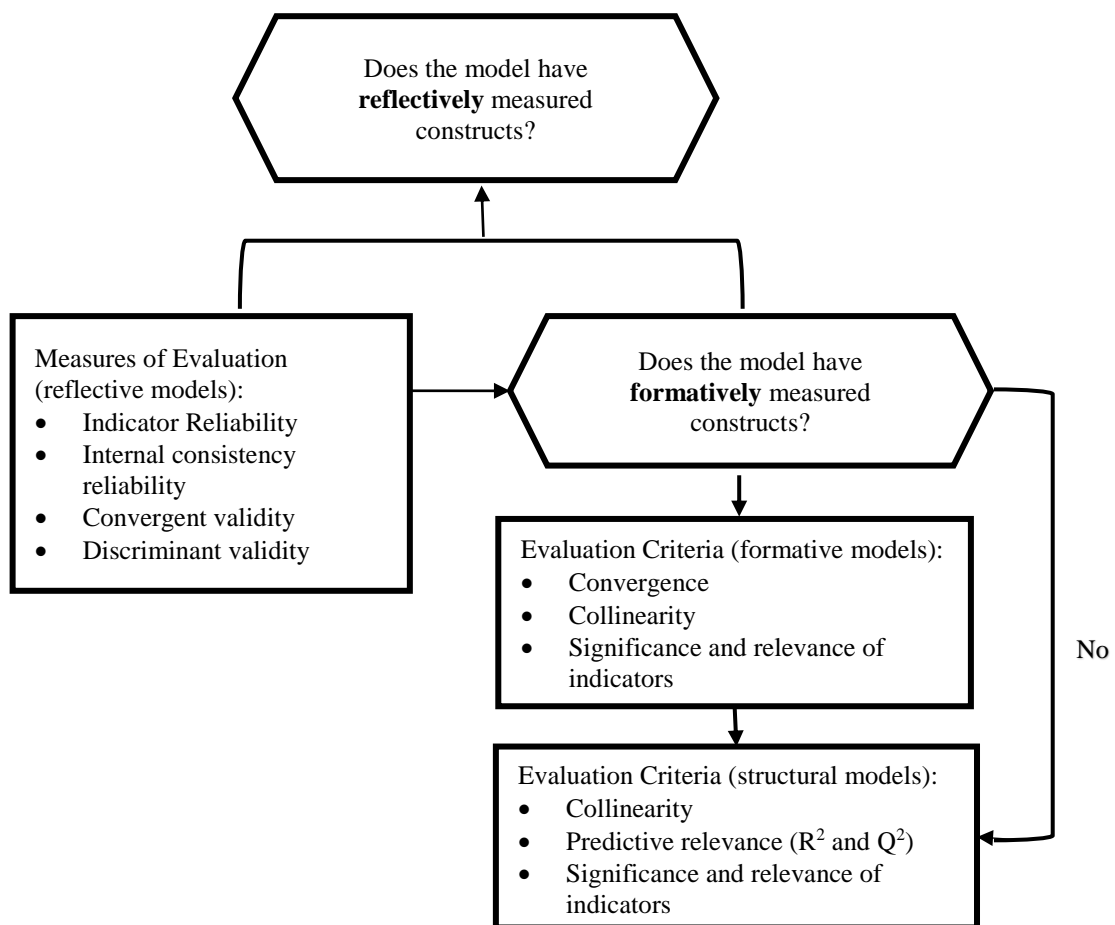 Does the model have
reflectively measured
constructs?
Measures of Evaluation
(reflective models):
• Indicator Reliability
• Internal consistency
reliability
• Convergent validity
• Discriminant validity
Does the model have
formatively measured
constructs?
Evaluation Criteria (formative models):
• Convergence
• Collinearity
• Significance and relevance of
indicators
No
Evaluation Criteria (structural models):
• Collinearity
• Predictive relevance (R² and Q²)
• Significance and relevance of
indicators